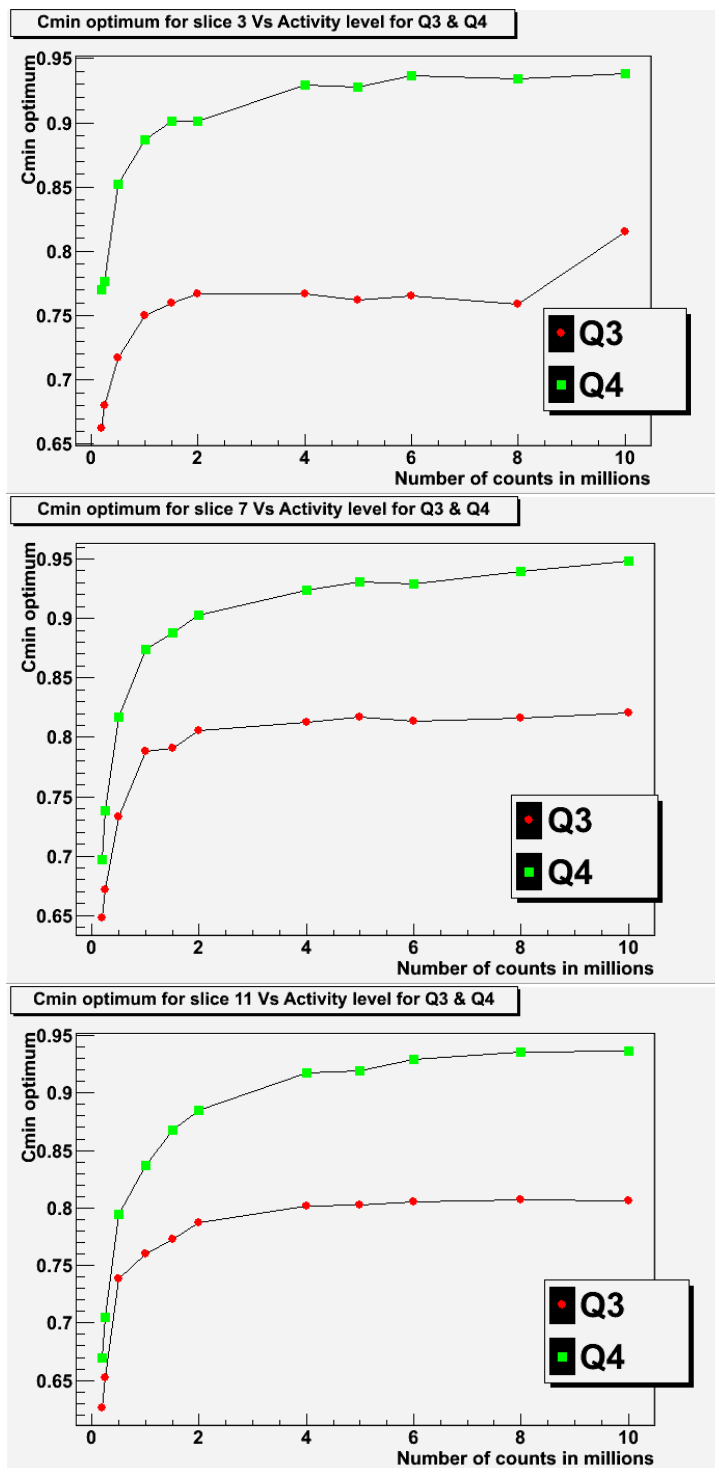 Cmin optimum for slice 3 Vs Activity level for Q3 & Q4
Cmin optimum
0.95
0.9
0.85
0.8
0.75
0.7
0.65
0 2 4 6 8 10
Number of counts in millions
Q3
Q4
Cmin optimum for slice 7 Vs Activity level for Q3 & Q4
Cmin optimum
0.95
0.9
0.85
0.8
0.75
0.7
0.65
0 2 4 6 8 10
Number of counts in millions
Q3
Q4
Cmin optimum for slice 11 Vs Activity level for Q3 & Q4
Cmin optimum
0.95
0.9
0.85
0.8
0.75
0.7
0.65
0 2 4 6 8 10
Number of counts in millions
Q3
Q4